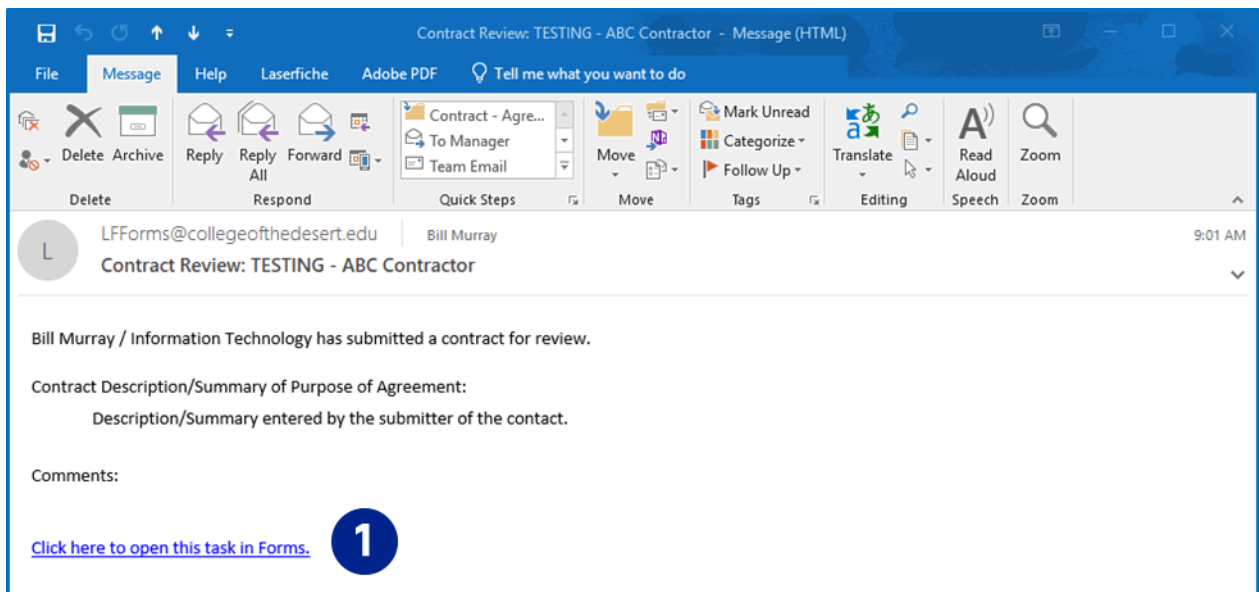 Contract Review: TESTING - ABC Contractor - Message (HTML)
File Message Help Laserfiche Adobe PDF Tell me what you want to do
Delete Archive Reply Reply All Forward Contract - Agre... To Manager Team Email Move Mark Unread Categorize Follow Up Translate Read Aloud Zoom
Delete Respond Quick Steps Move Tags Editing Speech Zoom
L LFForms@collegeofthedesert.edu Bill Murray 9:01 AM
Contract Review: TESTING - ABC Contractor
Bill Murray / Information Technology has submitted a contract for review.
Contract Description/Summary of Purpose of Agreement:
Description/Summary entered by the submitter of the contact.
Comments:
Click here to open this task in Forms. 1